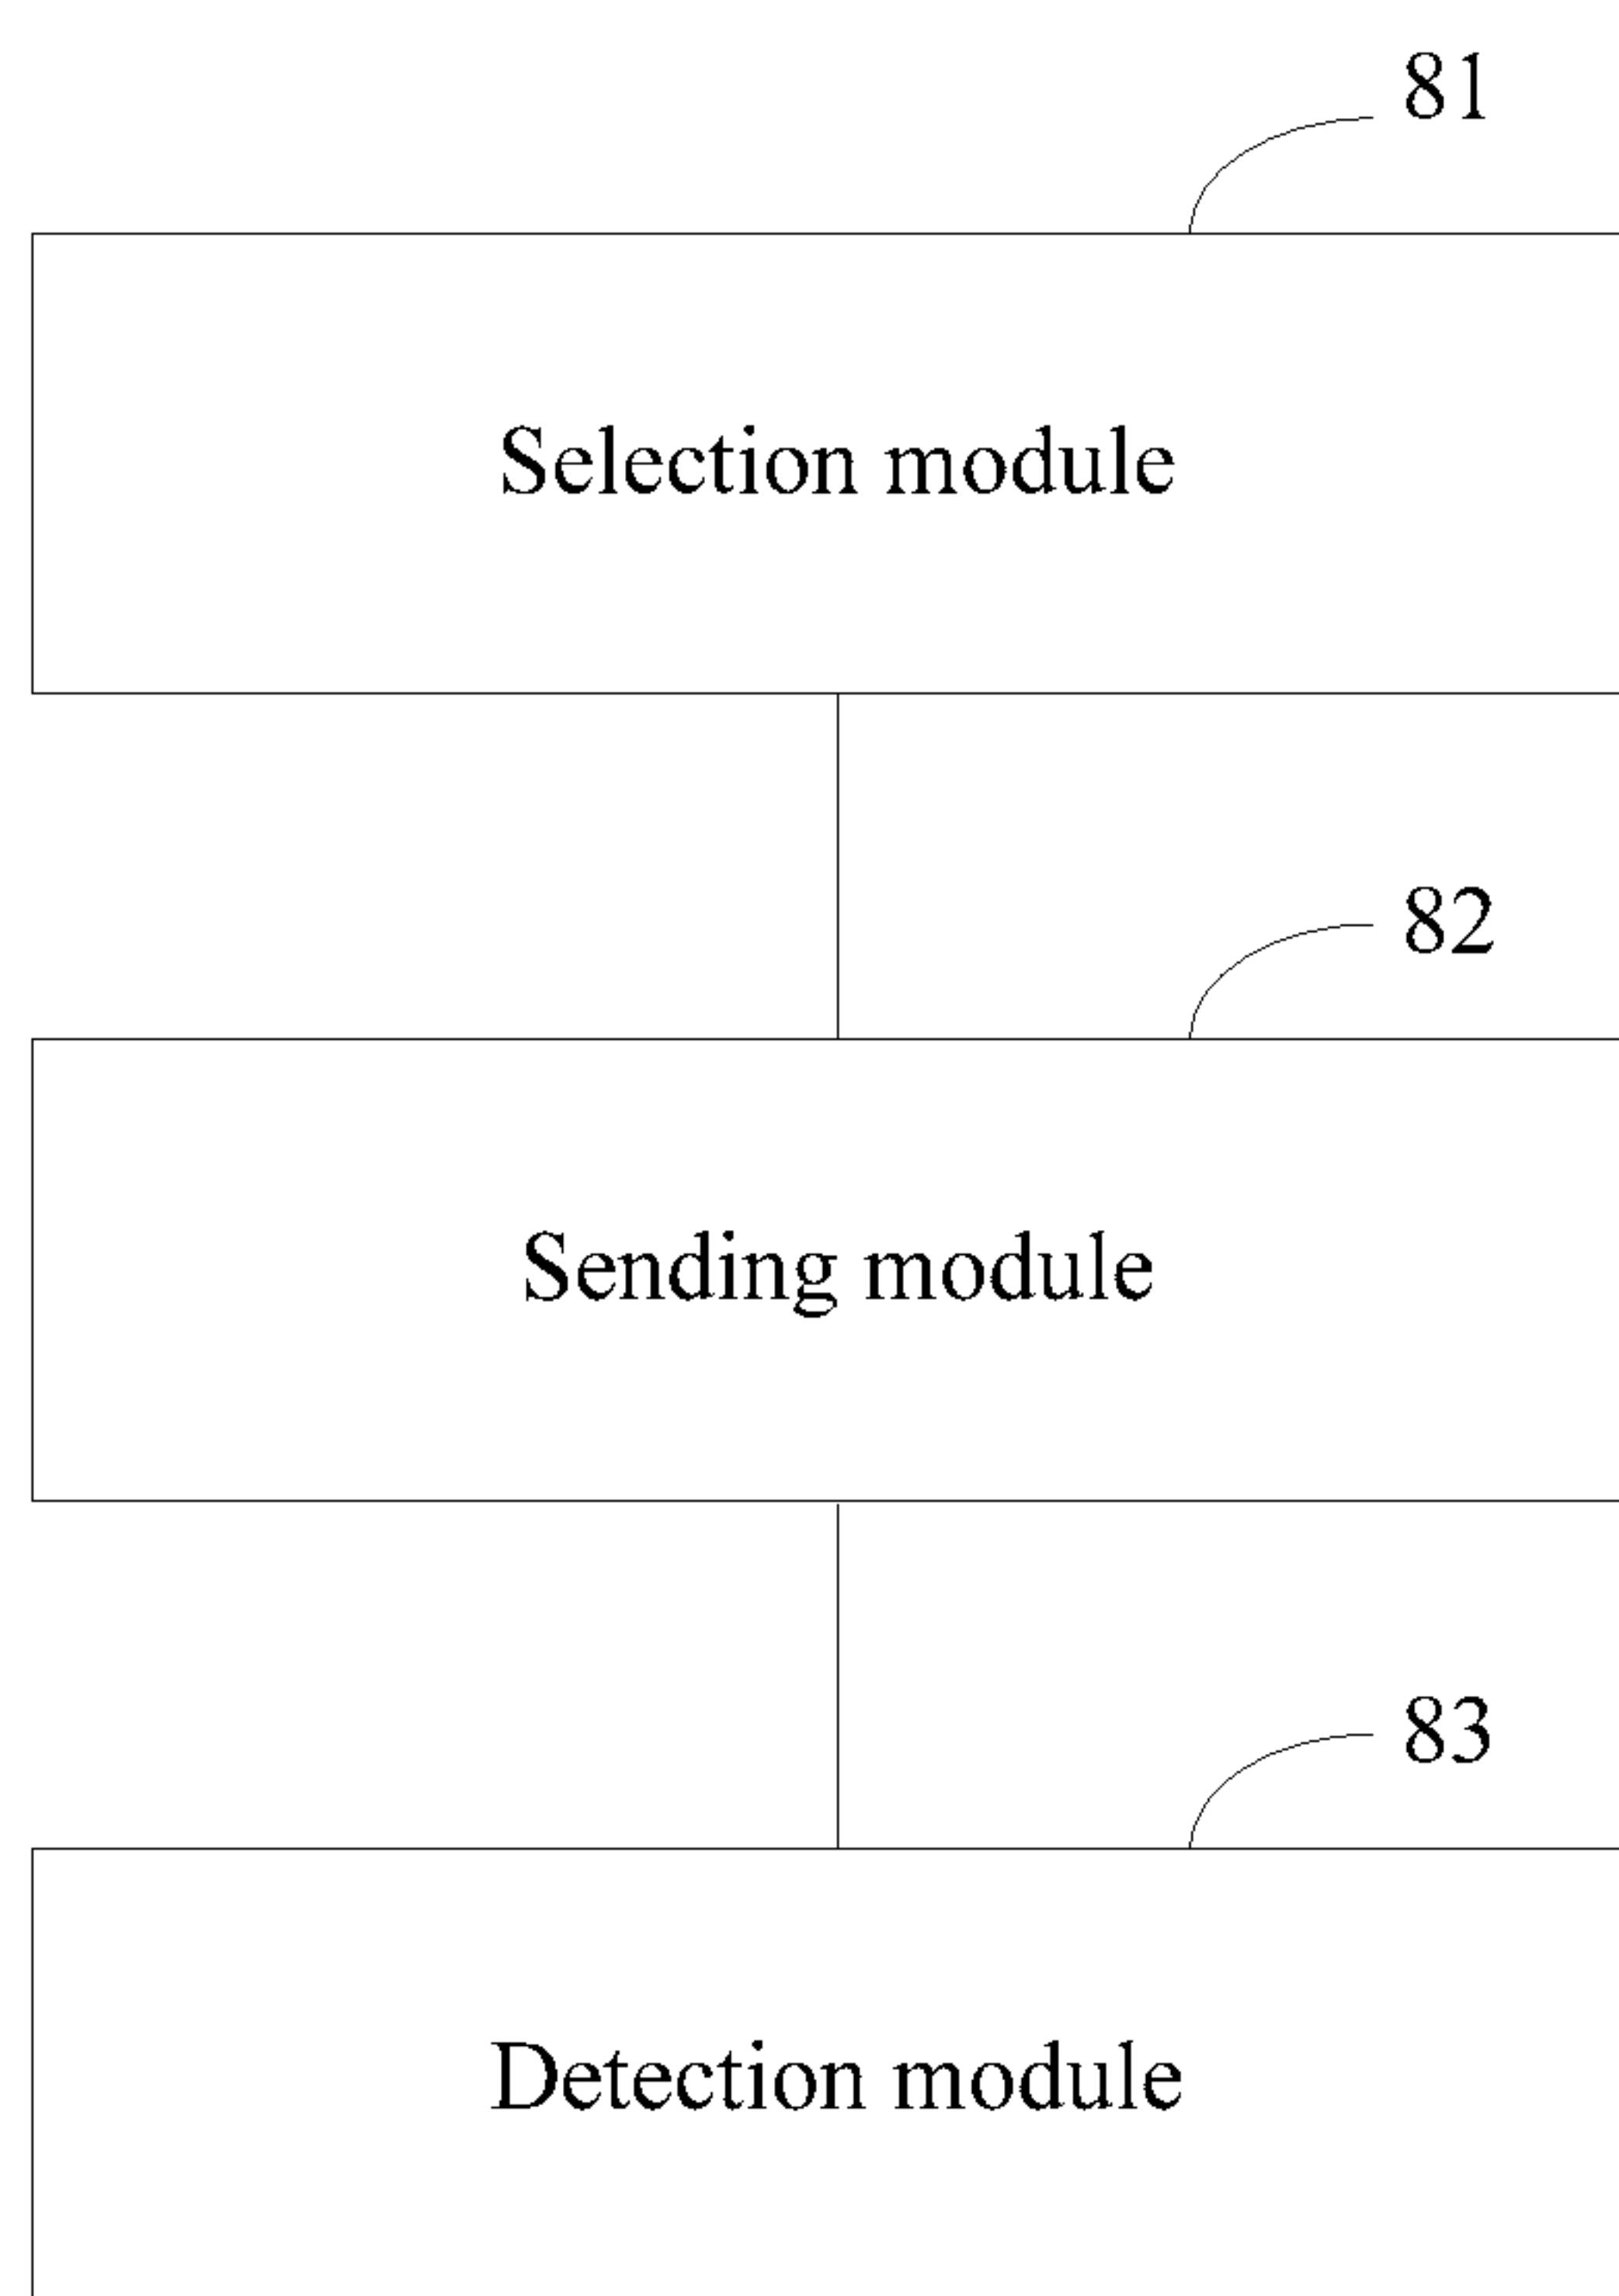 81
Selection module
82
Sending module
83
Detection module